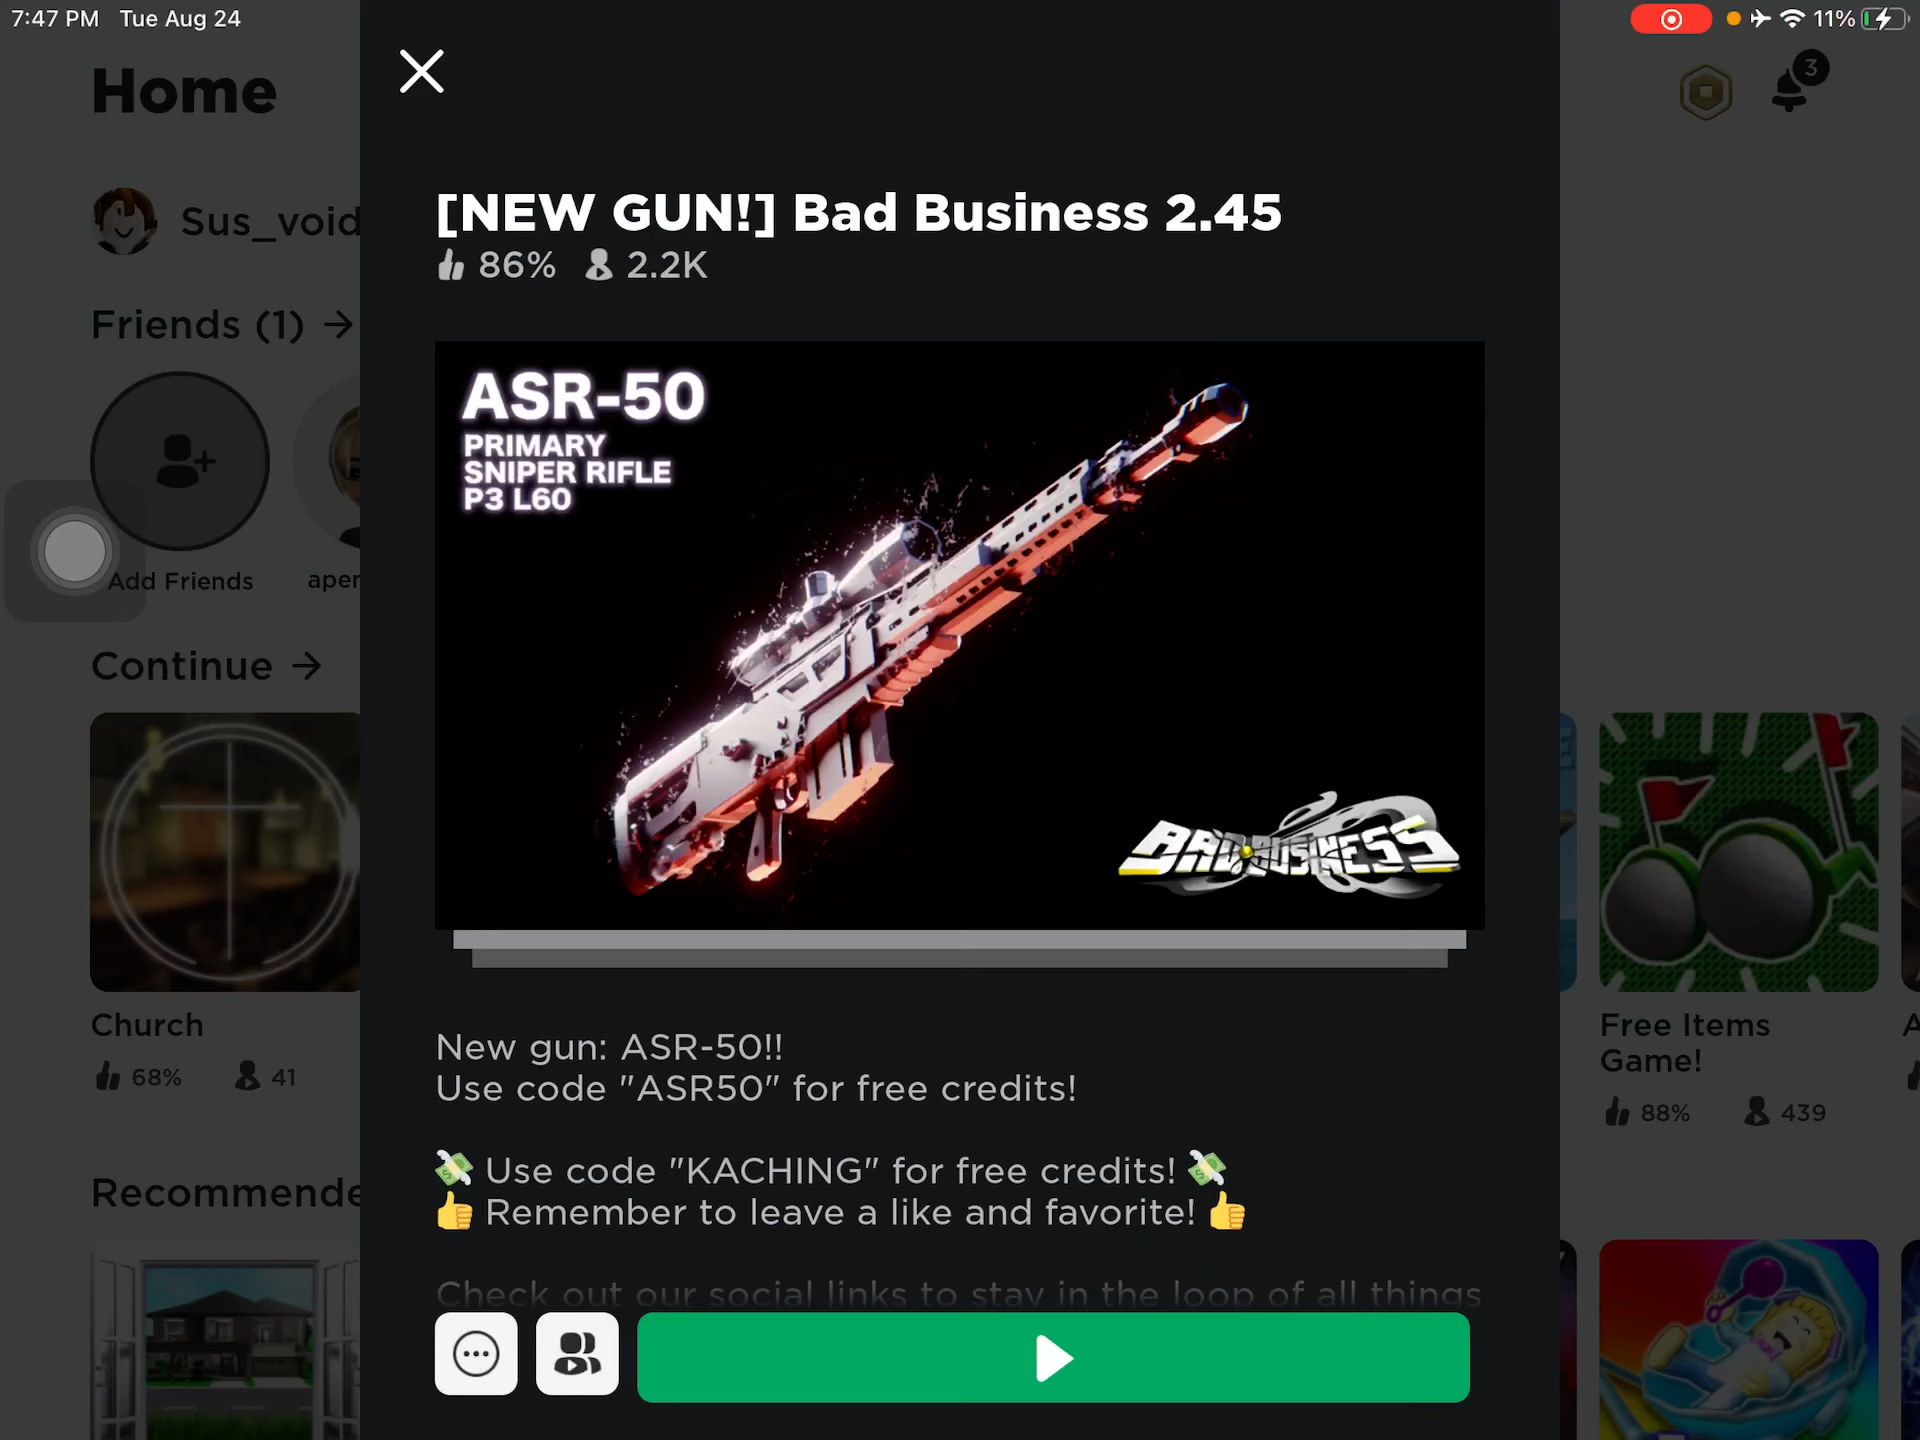 7:47 PM Tue Aug 24
11%
Home
3
Sus_void
Friends (1) →
Add Friends
Continue →
Church
68% 41
[NEW GUN!] Bad Business 2.45
86% 2.2K
ASR-50
PRIMARY
SNIPER RIFLE
P3 L60
BAD BUSINESS
New gun: ASR-50!!
Use code "ASR50" for free credits!
💸 Use code "KACHING" for free credits! 💸
👍 Remember to leave a like and favorite! 👍
Check out our social links to stay in the loop of all things
Free Items
Game!
88% 439